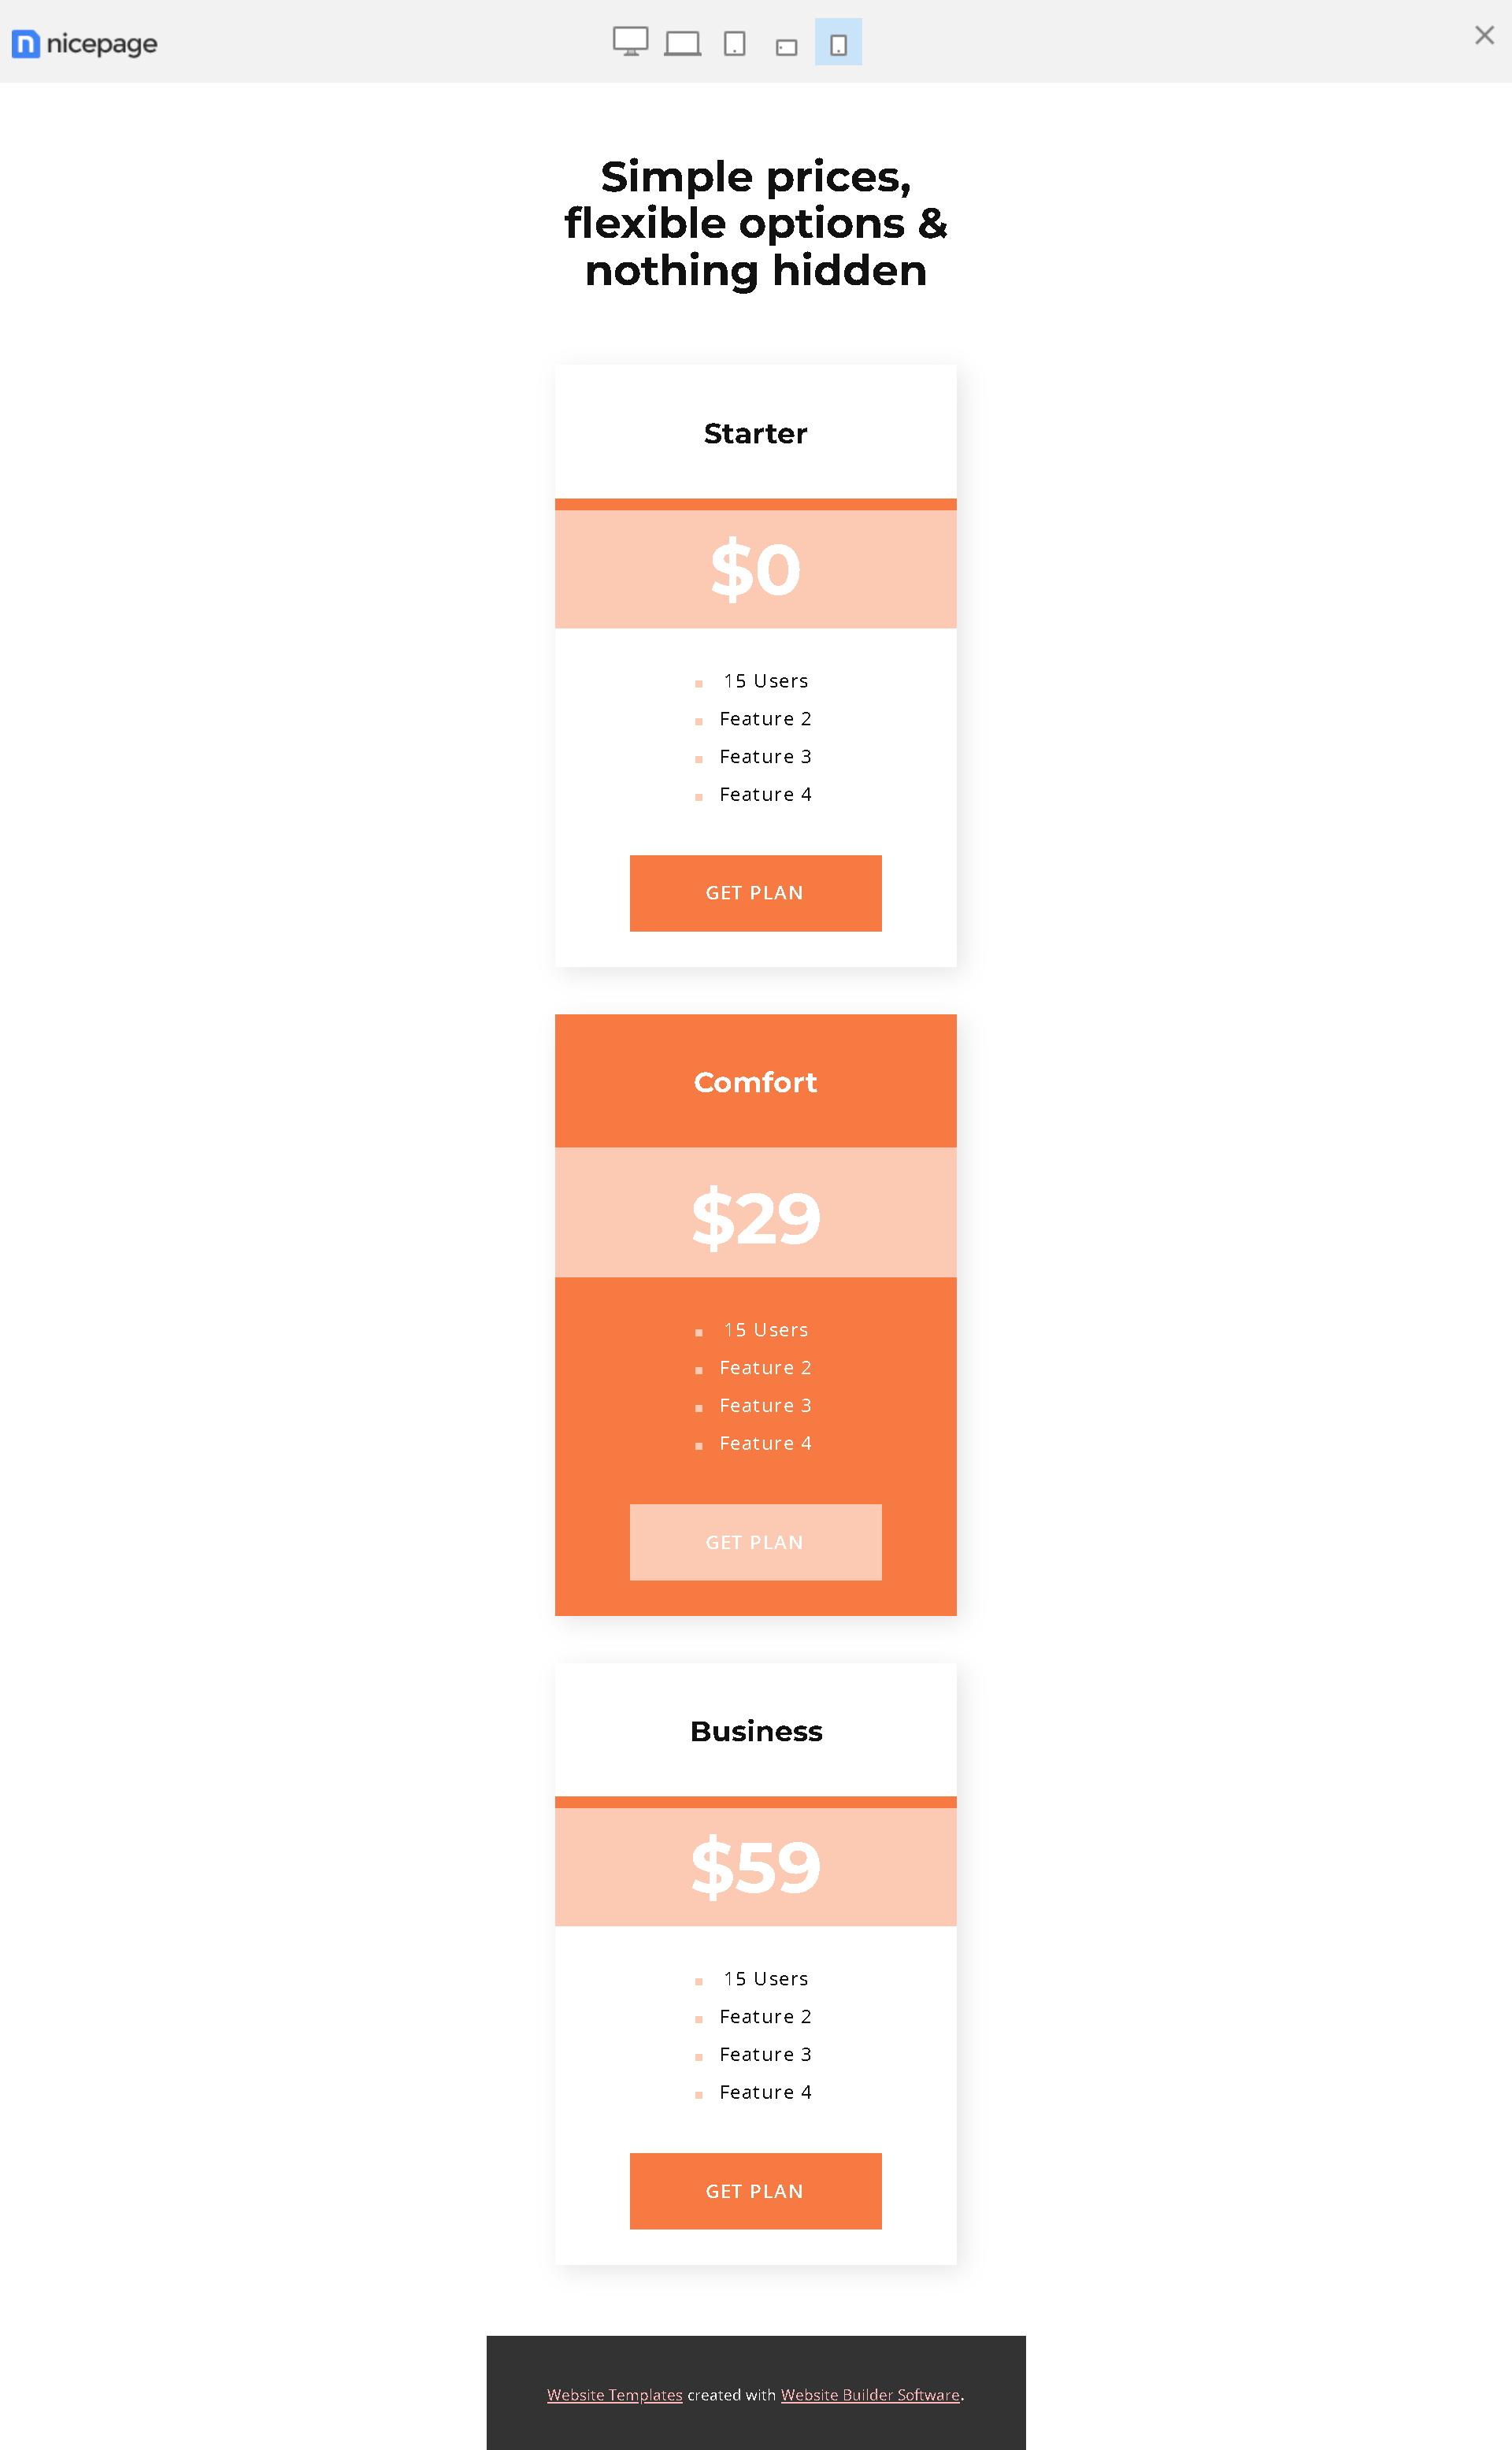 nicepage
Simple prices,
flexible options &
nothing hidden
Starter
$0
15 Users
Feature 2
Feature 3
Feature 4
GET PLAN
Comfort
$29
15 Users
Feature 2
Feature 3
Feature 4
GET PLAN
Business
$59
15 Users
Feature 2
Feature 3
Feature 4
GET PLAN
Website Templates created with Website Builder Software.